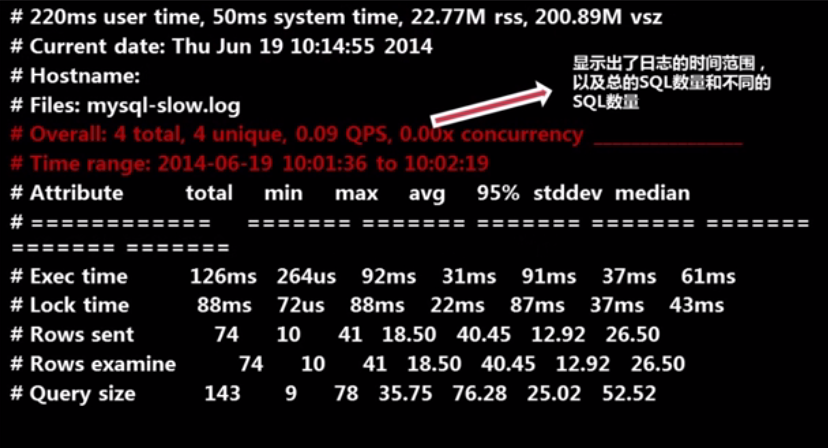 # 220ms user time, 50ms system time, 22.77M rss, 200.89M vsz
# Current date: Thu Jun 19 10:14:55 2014
# Hostname:
# Files: mysql-slow.log
显示出了日志的时间范围，
以及总的SQL数量和不同的
SQL数量
# Overall: 4 total, 4 unique, 0.09 QPS, 0.00x concurrency ________________
# Time range: 2014-06-19 10:01:36 to 10:02:19
# Attribute total min max avg 95% stddev median
# ============ ======= ======= ======= ======= =======
======= =======
# Exec time 126ms 264us 92ms 31ms 91ms 37ms 61ms
# Lock time 88ms 72us 88ms 22ms 87ms 37ms 43ms
# Rows sent 74 10 41 18.50 40.45 12.92 26.50
# Rows examine 74 10 41 18.50 40.45 12.92 26.50
# Query size 143 9 78 35.75 76.28 25.02 52.52